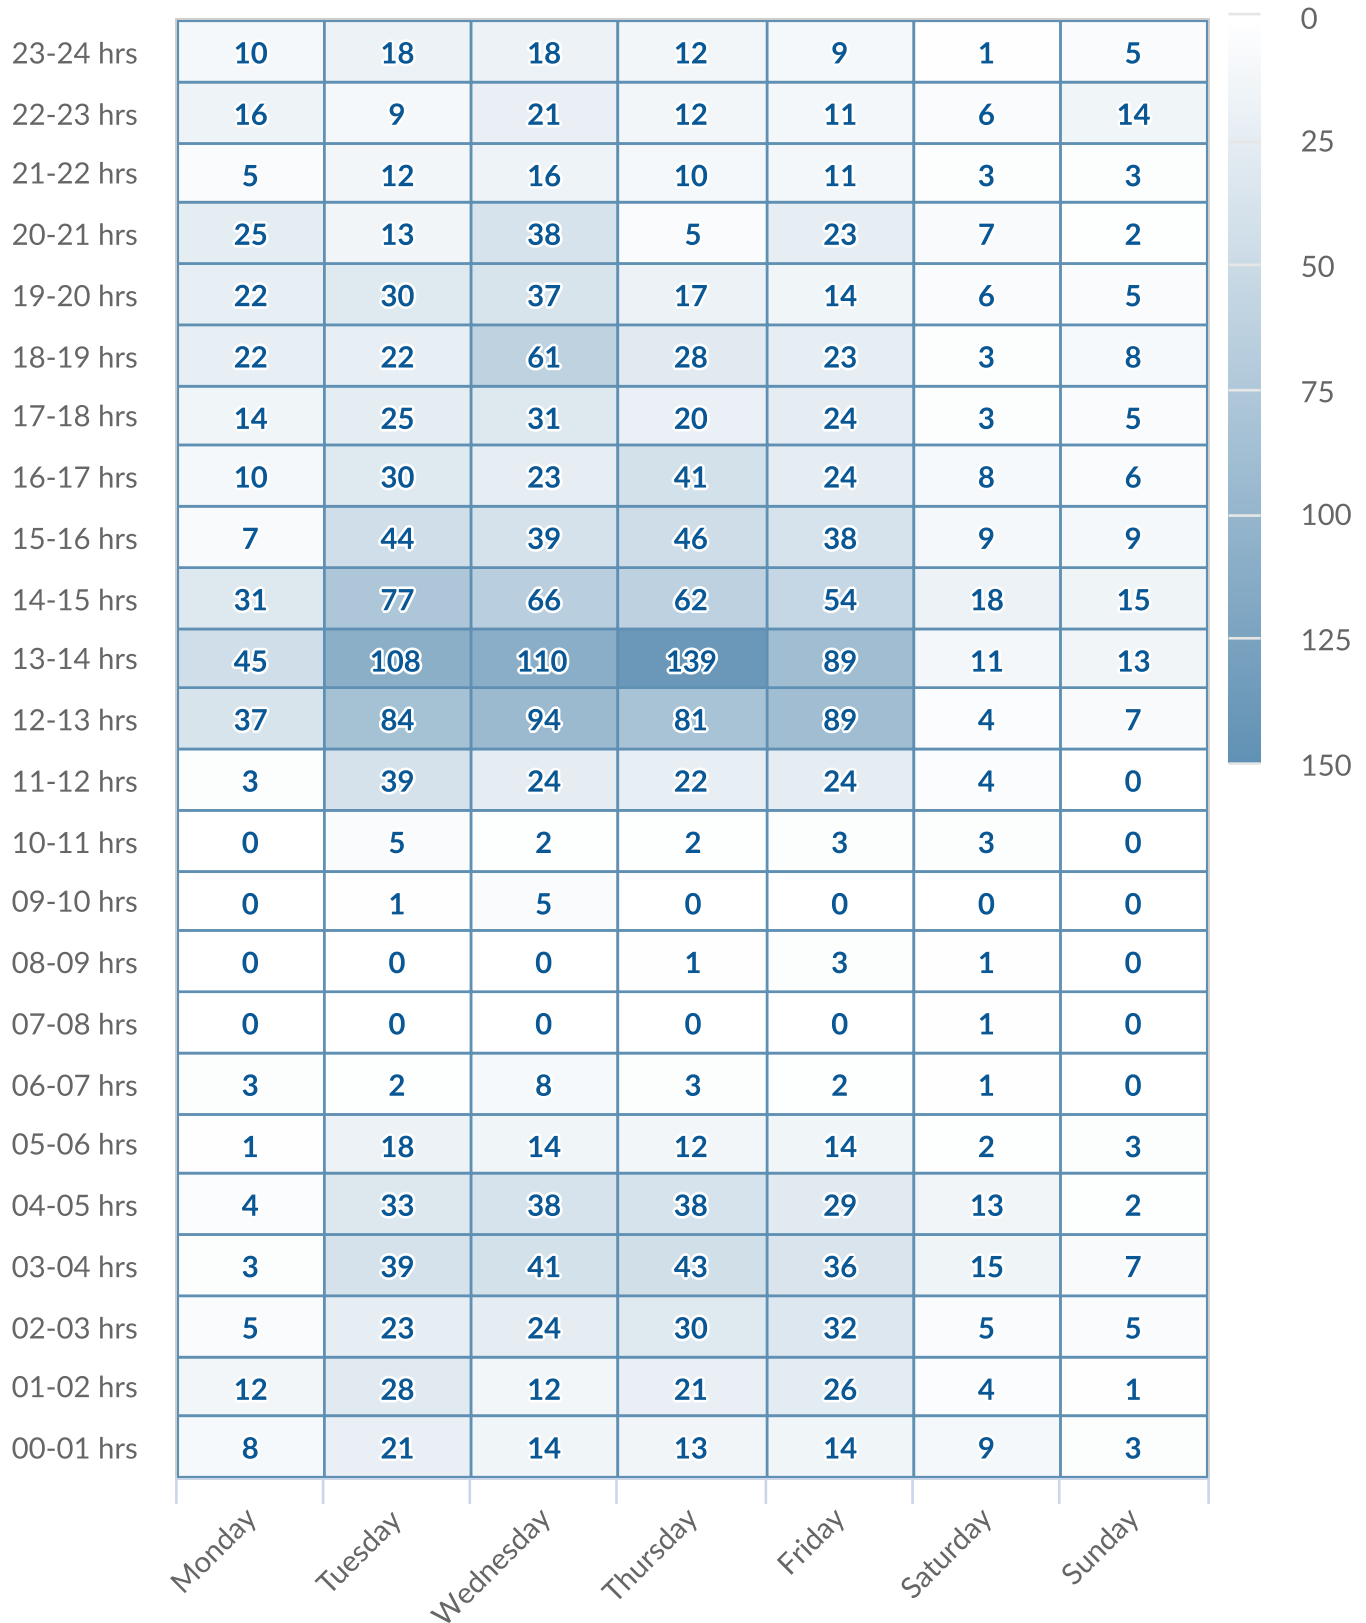 23-24 hrs 10 18 18 12 9 1 5 0
22-23 hrs 16 9 21 12 11 6 14 25
21-22 hrs 5 12 16 10 11 3 3
20-21 hrs 25 13 38 5 23 7 2 50
19-20 hrs 22 30 37 17 14 6 5
18-19 hrs 22 22 61 28 23 3 8 75
17-18 hrs 14 25 31 20 24 3 5
16-17 hrs 10 30 23 41 24 8 6 100
15-16 hrs 7 44 39 46 38 9 9
14-15 hrs 31 77 66 62 54 18 15 125
13-14 hrs 45 108 110 139 89 11 13
12-13 hrs 37 84 94 81 89 4 7 150
11-12 hrs 3 39 24 22 24 4 0
10-11 hrs 0 5 2 2 3 3 0
09-10 hrs 0 1 5 0 0 0 0
08-09 hrs 0 0 0 1 3 1 0
07-08 hrs 0 0 0 0 0 1 0
06-07 hrs 3 2 8 3 2 1 0
05-06 hrs 1 18 14 12 14 2 3
04-05 hrs 4 33 38 38 29 13 2
03-04 hrs 3 39 41 43 36 15 7
02-03 hrs 5 23 24 30 32 5 5
01-02 hrs 12 28 12 21 26 4 1
00-01 hrs 8 21 14 13 14 9 3
Monday Tuesday Wednesday Thursday Friday Saturday Sunday